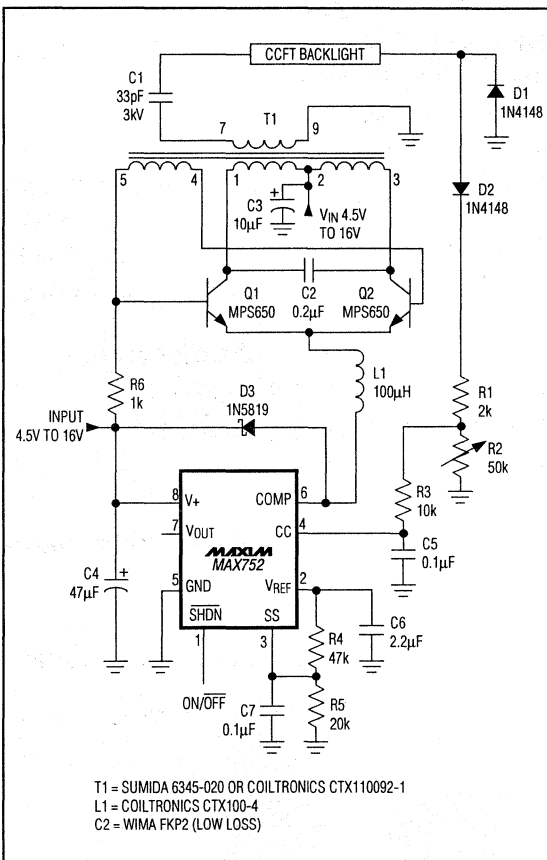 CCFT BACKLIGHT
C1
33pF
3kV
D1
1N4148
T1
7
9
5
4
1
2
3
C3
+
10μF
VIN 4.5V
TO 16V
D2
1N4148
Q1
MPS650
C2
0.2μF
Q2
MPS650
L1
100μH
R6
1k
D3
1N5819
INPUT
4.5V TO 16V
R1
2k
R2
50k
R3
10k
8
V+
COMP
6
7
VOUT
CC
4
MAXIM
MAX752
C5
0.1μF
C4
+
47μF
5
GND
VREF
2
SHDN
SS
1
3
C6
2.2μF
R4
47k
ON/OFF
C7
0.1μF
R5
20k
T1 = SUMIDA 6345-020 OR COILTRONICS CTX110092-1
L1 = COILTRONICS CTX100-4
C2 = WIMA FKP2 (LOW LOSS)